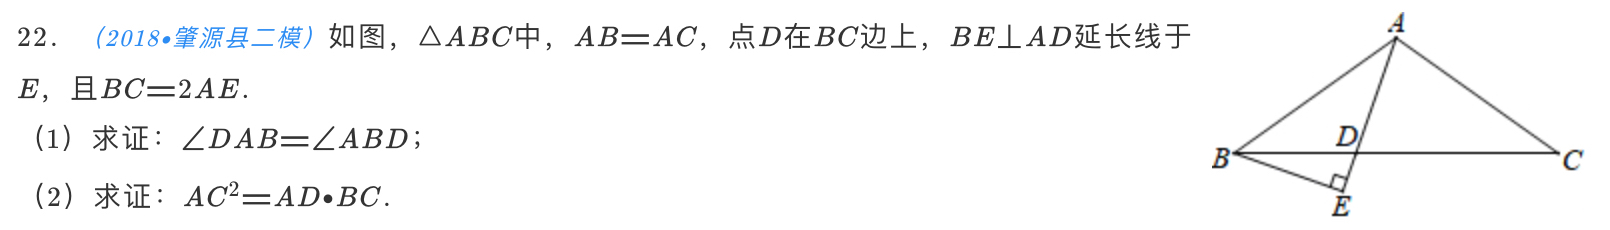 22. （2018•肇源县二模）如图，△ABC中，AB＝AC，点D在BC边上，BE⊥AD延长线于
E，且BC＝2AE.
（1）求证：∠DAB＝∠ABD；
（2）求证：AC²＝AD•BC.
A
D
B
C
E